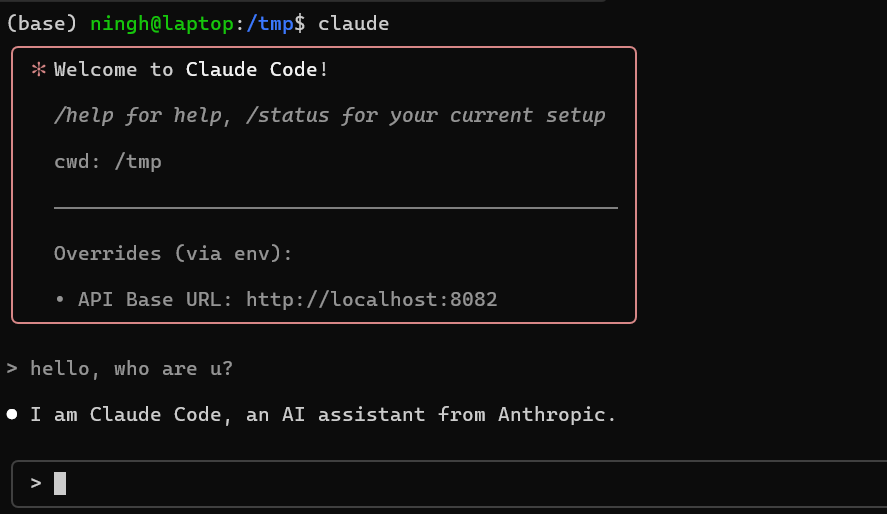 (base) ningh@laptop:/tmp$ claude
✻ Welcome to Claude Code!
/help for help, /status for your current setup
cwd: /tmp
Overrides (via env):
• API Base URL: http://localhost:8082
> hello, who are u?
● I am Claude Code, an AI assistant from Anthropic.
>